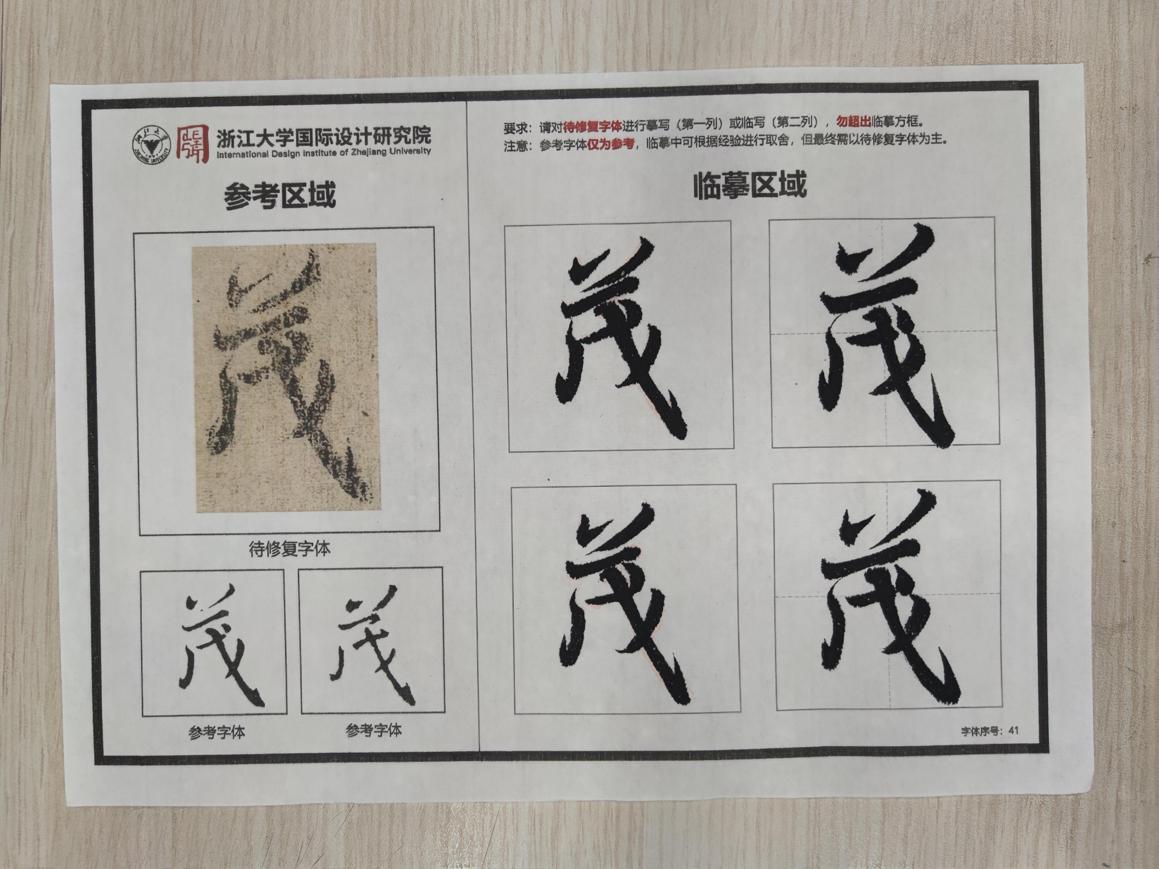 浙江大学国际设计研究院
International Design Institute of Zhejiang University
参考区域
茂
待修复字体
茂 茂
参考字体 参考字体
要求：请对待修复字体进行摹写（第一列）或临写（第二列），勿超出临摹方框。
注意：参考字体仅为参考，临摹中可根据经验进行取舍，但最终需以待修复字体为主。
临摹区域
茂 茂
茂 茂
字体序号：41